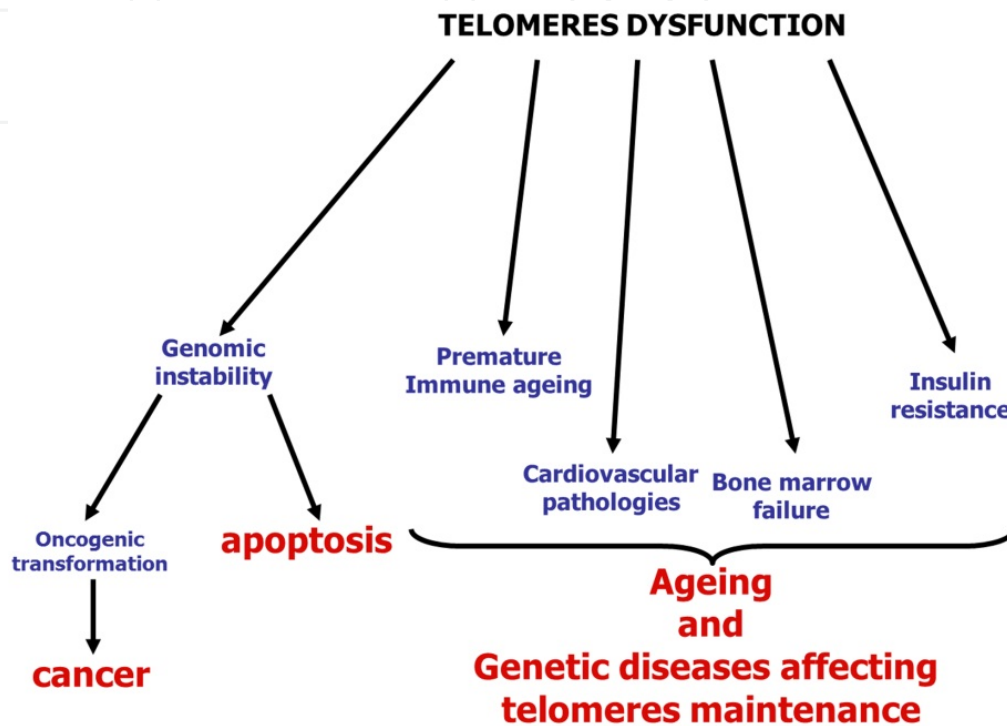 TELOMERES DYSFUNCTION
Genomic
instability
Premature
Immune ageing
Insulin
resistance
Cardiovascular
pathologies
Bone marrow
failure
Oncogenic
transformation
apoptosis
cancer
Ageing
and
Genetic diseases affecting
telomeres maintenance